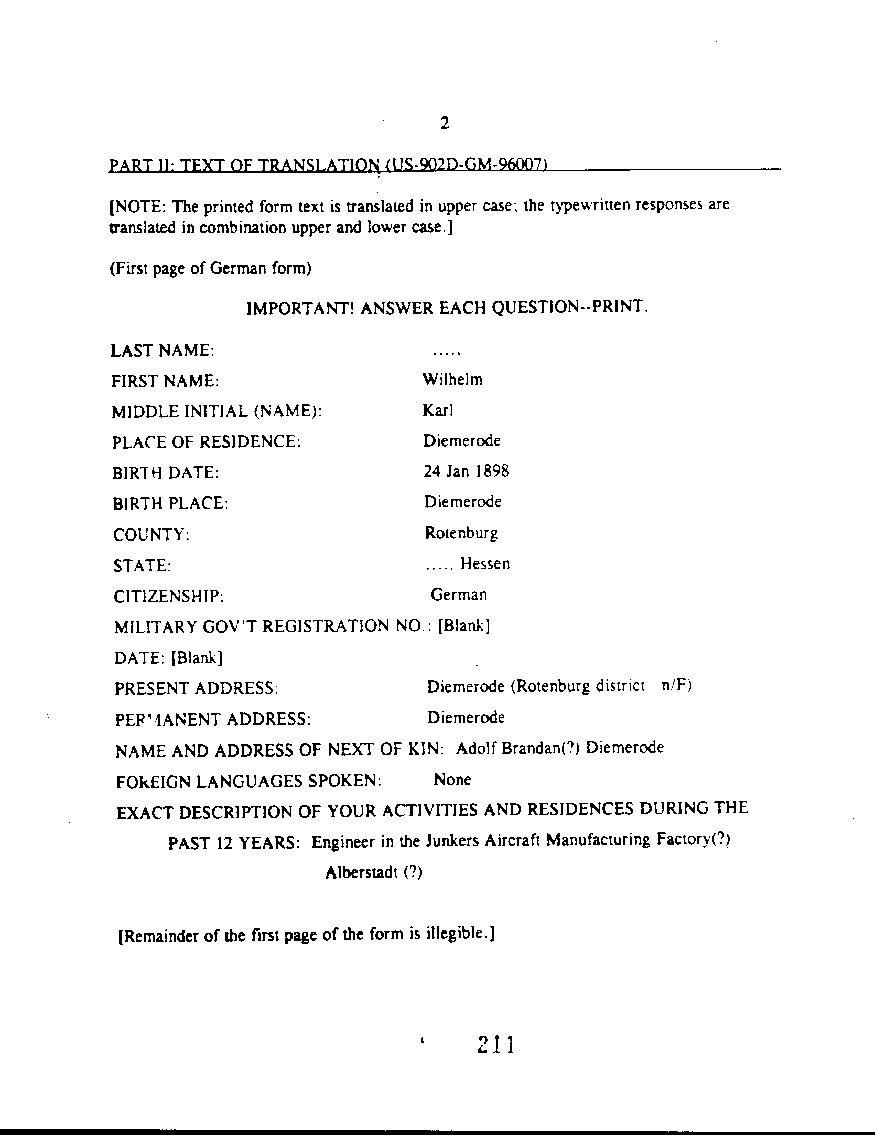 2
PART II: TEXT OF TRANSLATION (US-902D-GM-96007)
[NOTE: The printed form text is translated in upper case; the typewritten responses are
translated in combination upper and lower case.]
(First page of German form)
IMPORTANT! ANSWER EACH QUESTION--PRINT.
LAST NAME: .....
FIRST NAME: Wilhelm
MIDDLE INITIAL (NAME): Karl
PLACE OF RESIDENCE: Diemerode
BIRTH DATE: 24 Jan 1898
BIRTH PLACE: Diemerode
COUNTY: Rotenburg
STATE: ..... Hessen
CITIZENSHIP: German
MILITARY GOV'T REGISTRATION NO.: [Blank]
DATE: [Blank]
PRESENT ADDRESS: Diemerode (Rotenburg district n/F)
PERMANENT ADDRESS: Diemerode
NAME AND ADDRESS OF NEXT OF KIN: Adolf Brandan(?) Diemerode
FOREIGN LANGUAGES SPOKEN: None
EXACT DESCRIPTION OF YOUR ACTIVITIES AND RESIDENCES DURING THE
PAST 12 YEARS: Engineer in the Junkers Aircraft Manufacturing Factory(?)
Alberstadt (?)
[Remainder of the first page of the form is illegible.]
211